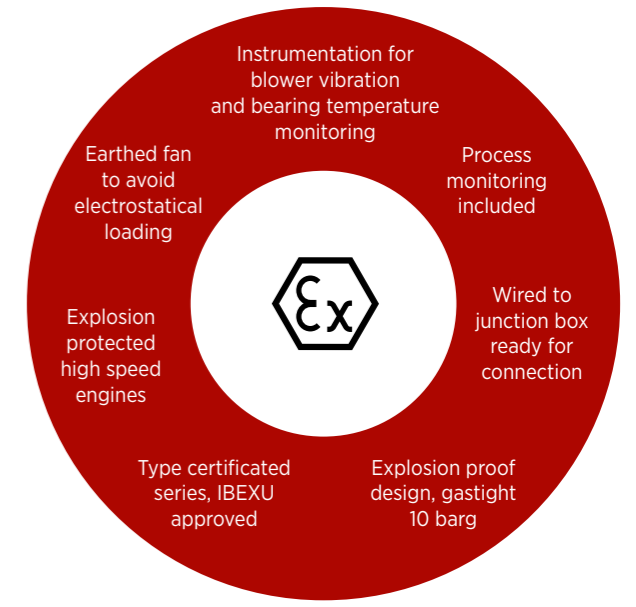 Instrumentation for
blower vibration
and bearing temperature
monitoring
Process
monitoring
included
Wired to
junction box
ready for
connection
Explosion proof
design, gastight
10 barg
Type certificated
series, IBEXU
approved
Explosion
protected
high speed
engines
Earthed fan
to avoid
electrostatical
loading
Ex